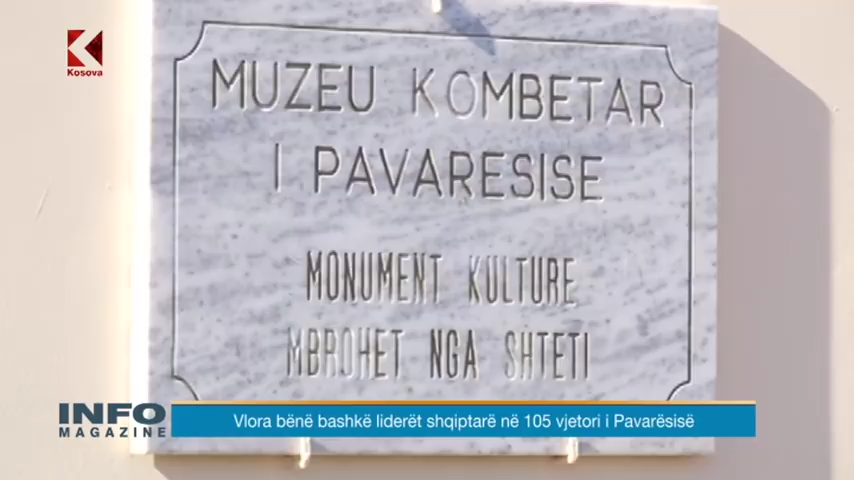 Kosova
MUZEU KOMBETAR
I PAVARESISE
MONUMENT KULTURE
MBROHET NGA SHTETI
INFO
MAGAZINE
Vlora bënë bashkë liderët shqiptarë në 105 vjetori i Pavarësisë